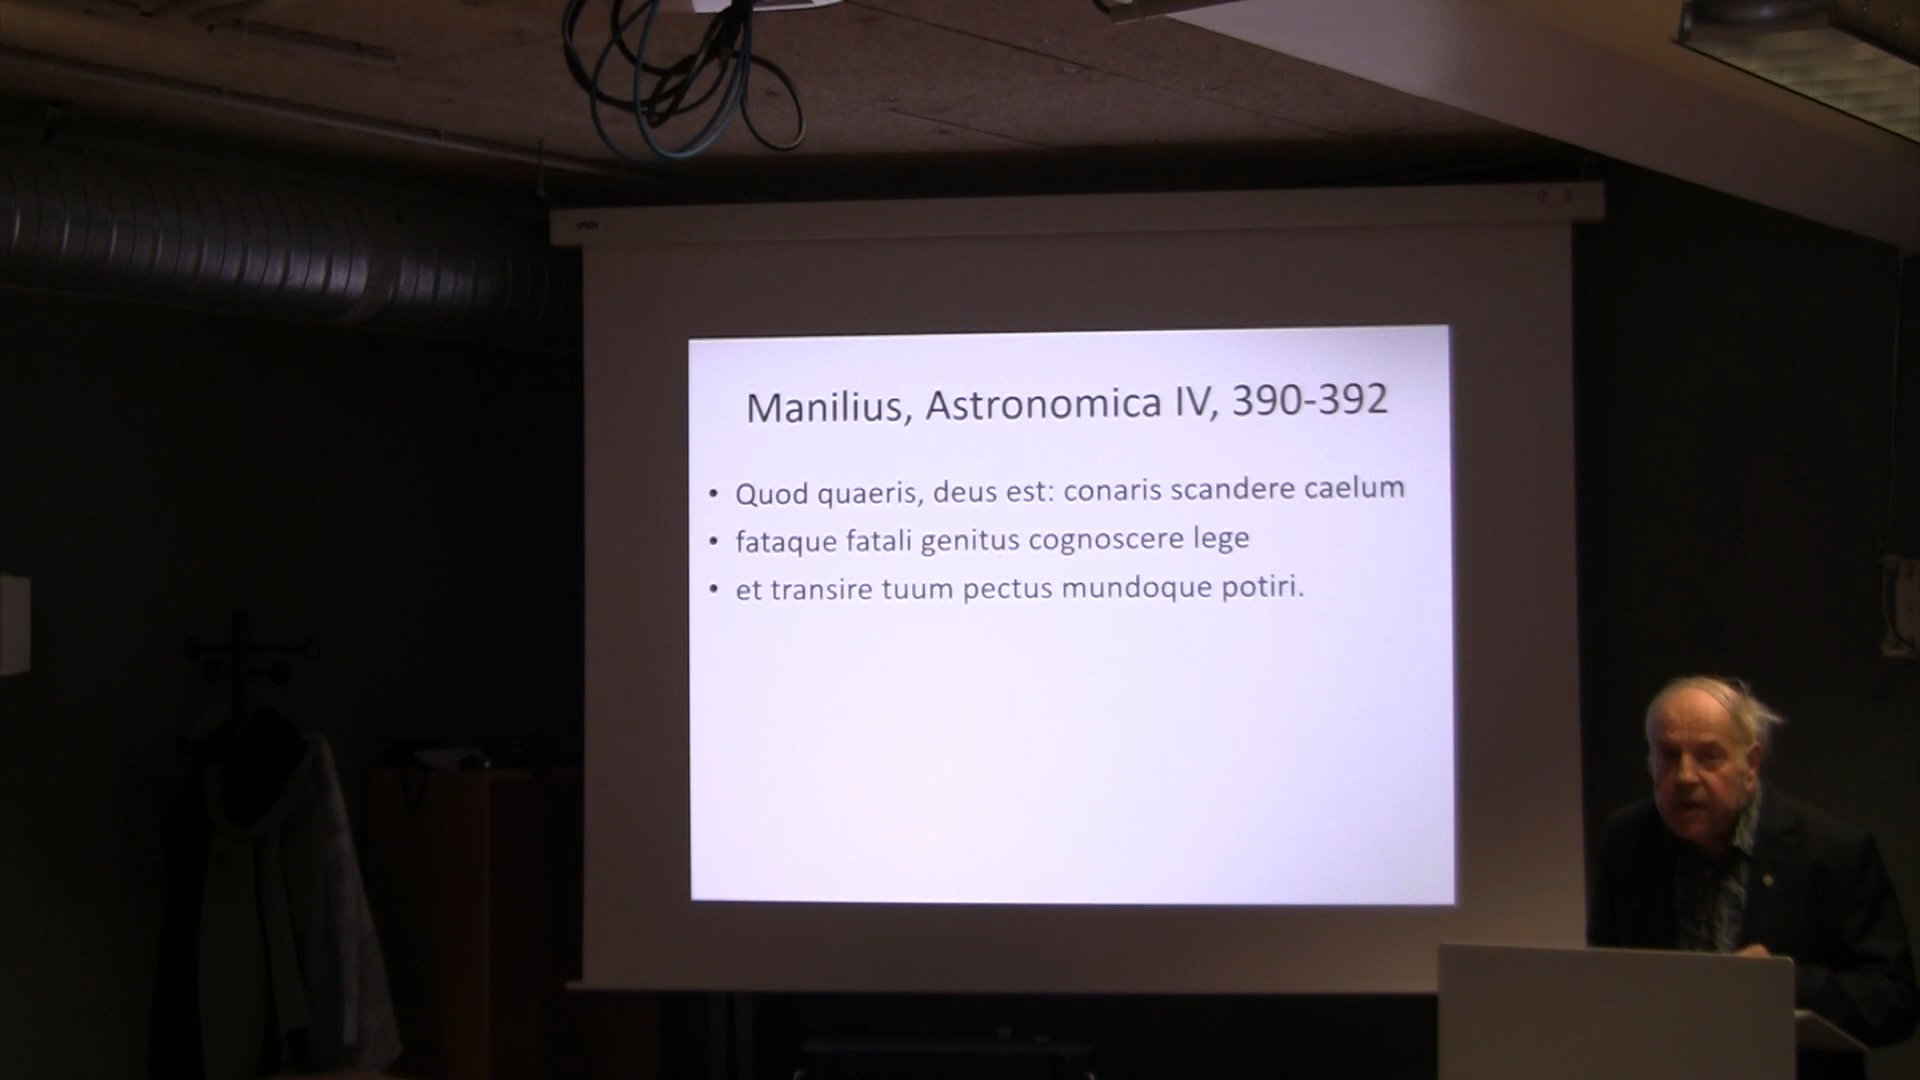 Manilius, Astronomica IV, 390-392
• Quod quaeris, deus est: conaris scandere caelum
• fataque fatali genitus cognoscere lege
• et transire tuum pectus mundoque potiri.